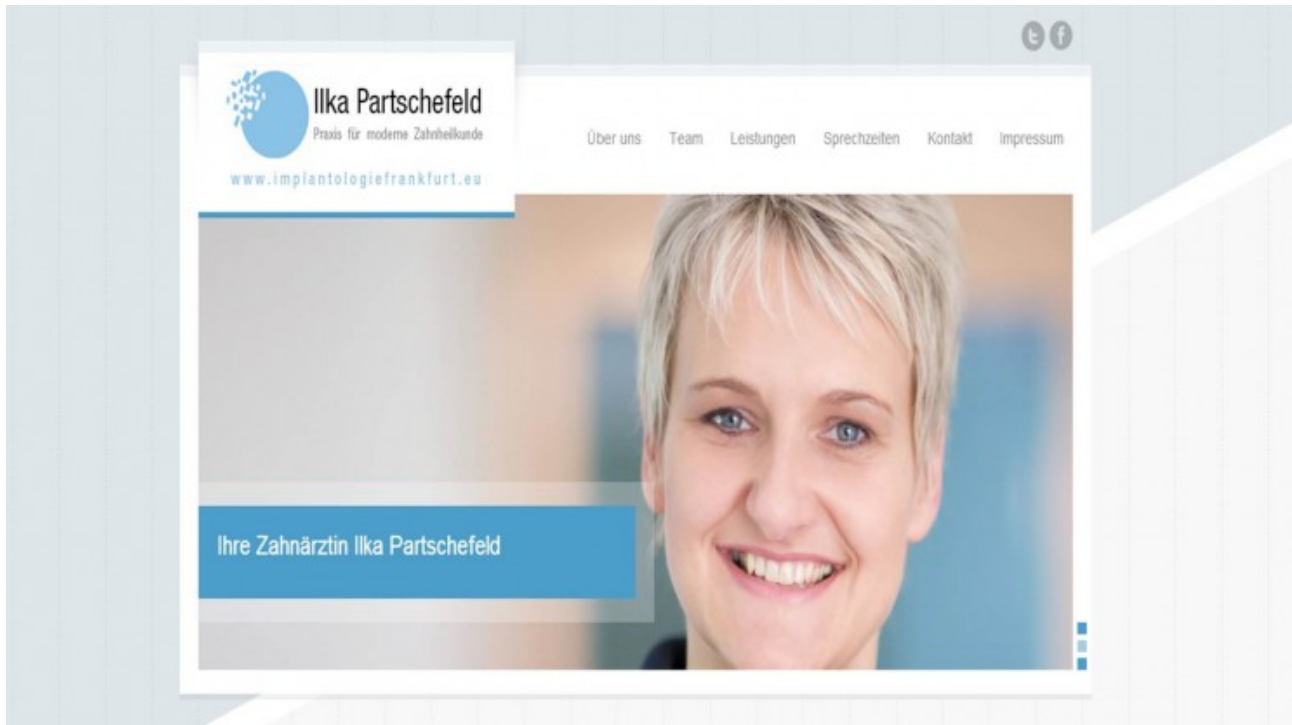 Ilka Partschefeld
Praxis für moderne Zahnheilkunde
www.implantologiefrankfurt.eu
Über uns Team Leistungen Sprechzeiten Kontakt Impressum
Ihre Zahnärztin Ilka Partschefeld